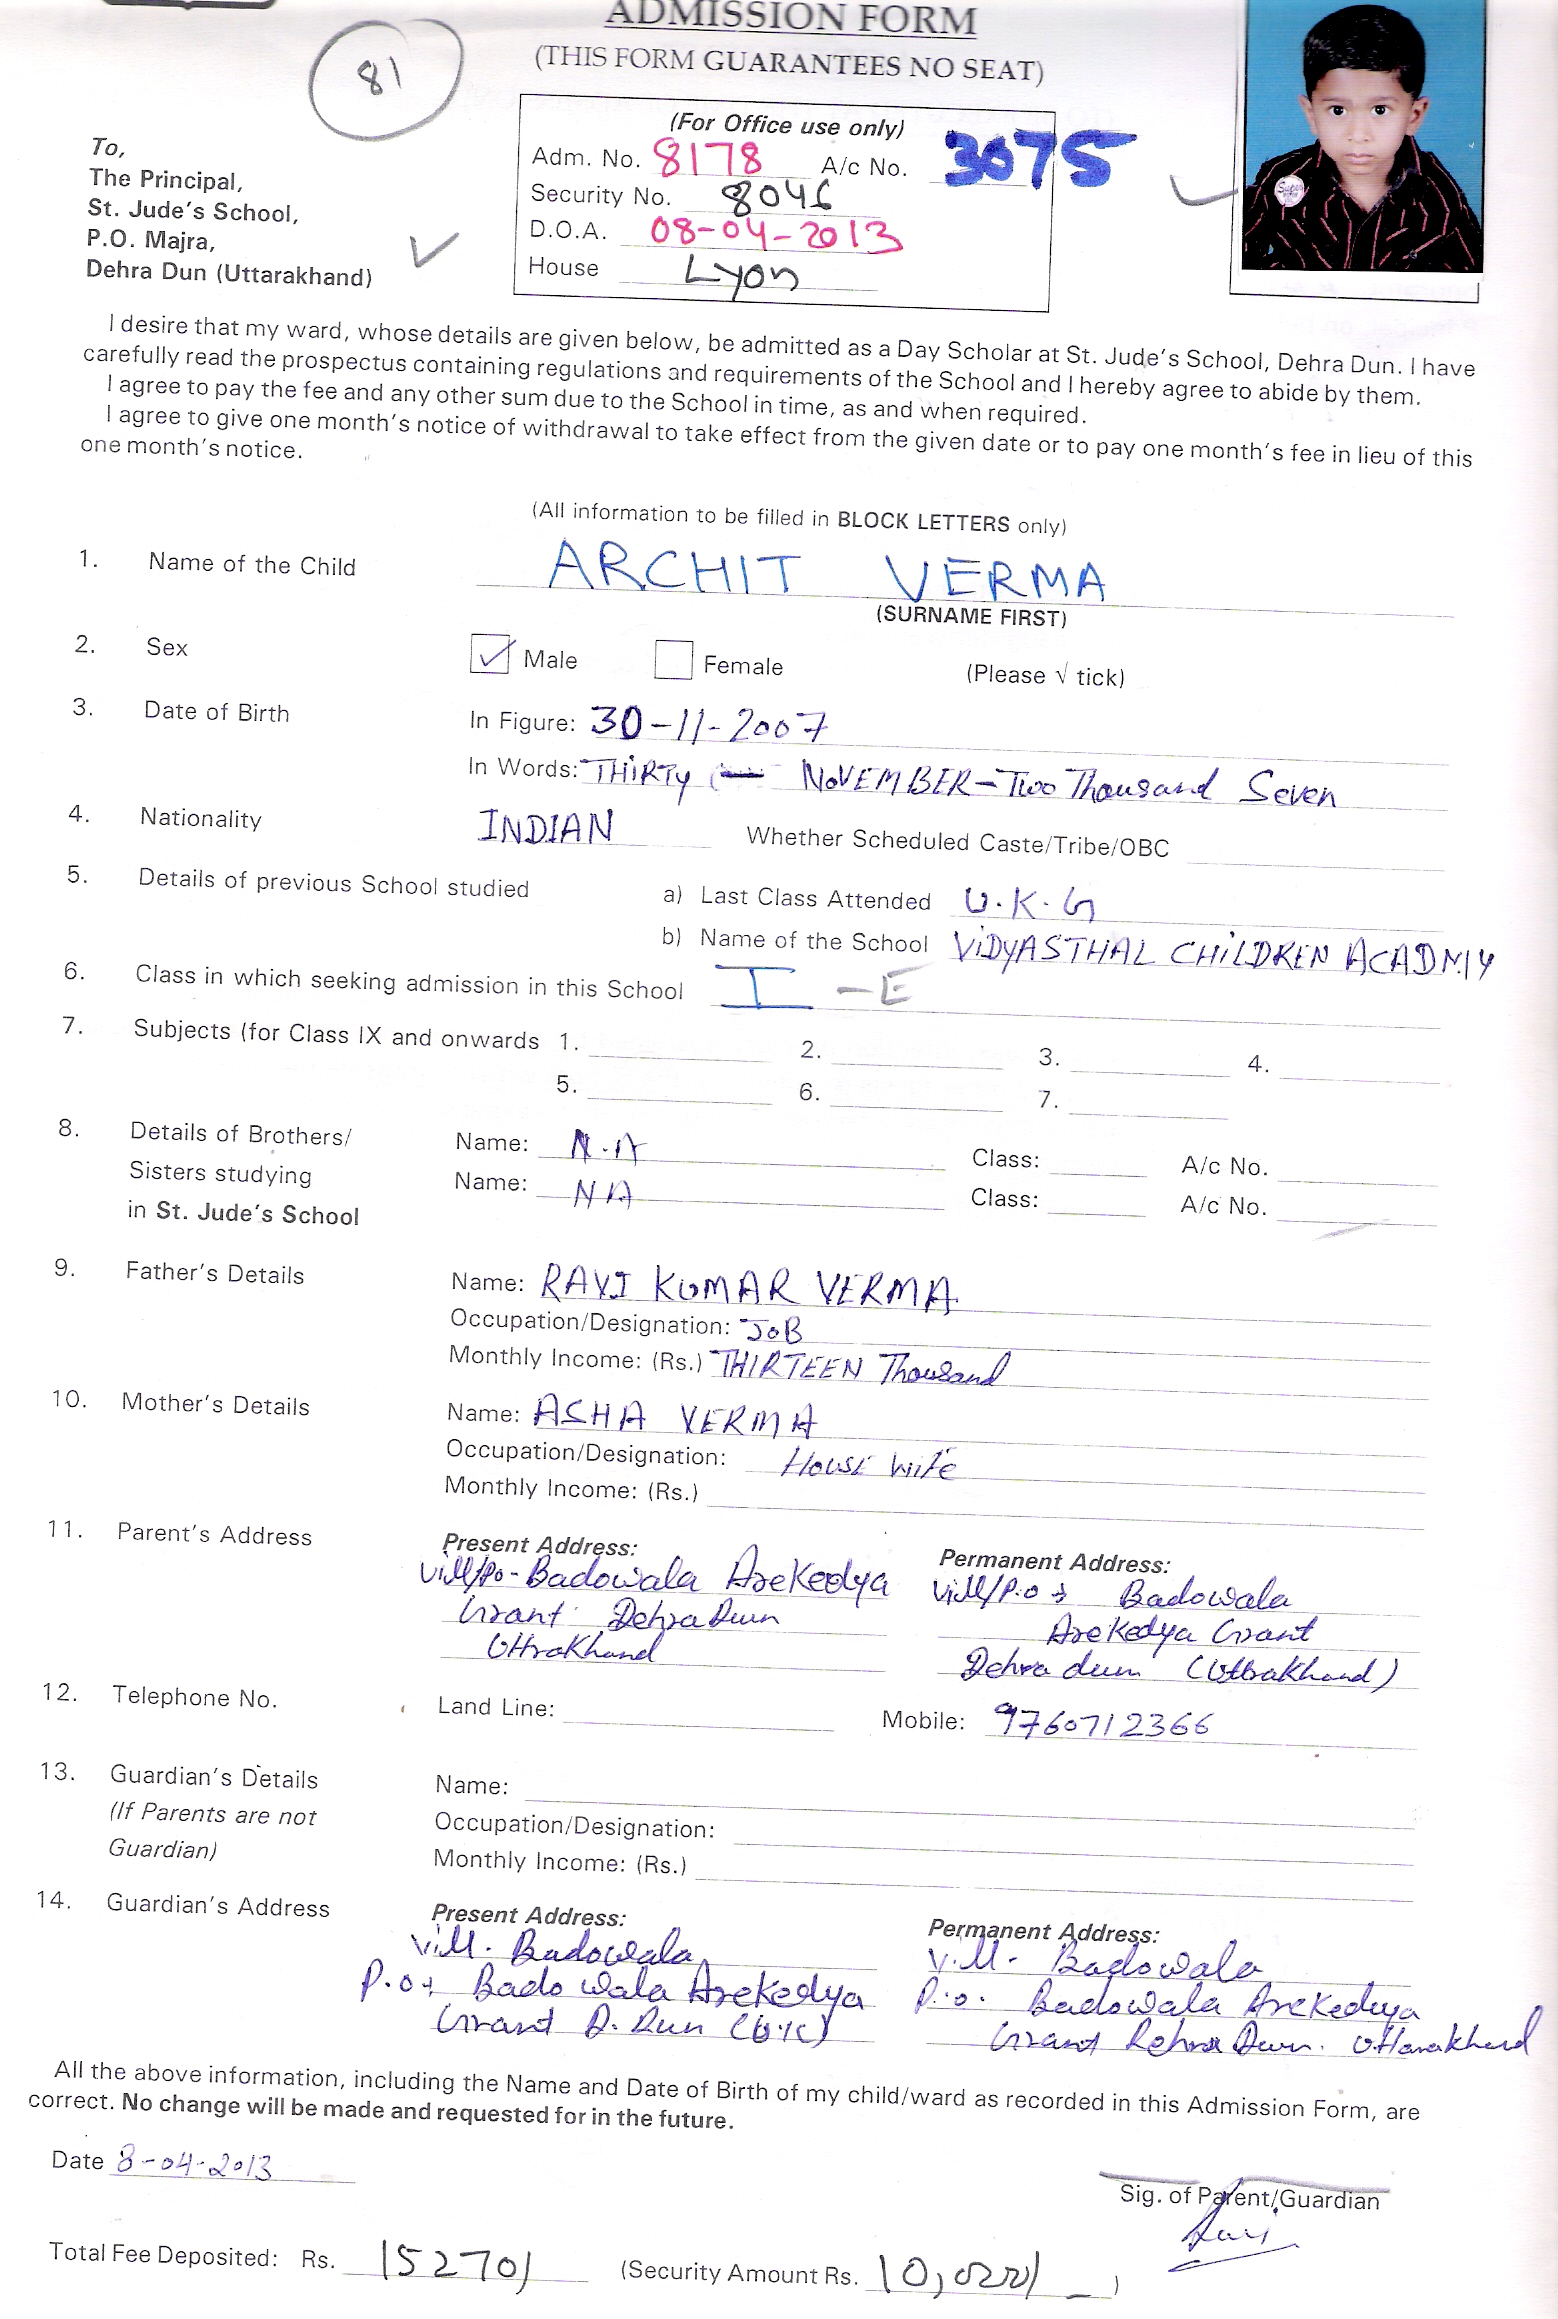 ADMISSION FORM
(THIS FORM GUARANTEES NO SEAT)
81
(For Office use only)
Adm. No. 8178 A/c No. 3075
Security No. 8046
D.O.A. 08-04-2013
House Lyon
To,
The Principal,
St. Jude's School,
P.O. Majra,
Dehra Dun (Uttarakhand)
I desire that my ward, whose details are given below, be admitted as a Day Scholar at St. Jude's School, Dehra Dun. I have
carefully read the prospectus containing regulations and requirements of the School and I hereby agree to abide by them.
I agree to pay the fee and any other sum due to the School in time, as and when required.
I agree to give one month's notice of withdrawal to take effect from the given date or to pay one month's fee in lieu of this
one month's notice.
(All information to be filled in BLOCK LETTERS only)
1. Name of the Child ARCHIT VERMA
(SURNAME FIRST)
2. Sex ✓ Male Female (Please √ tick)
3. Date of Birth In Figure: 30-11-2007
In Words: THIRTY NOVEMBER-Two Thousand Seven
4. Nationality INDIAN Whether Scheduled Caste/Tribe/OBC
5. Details of previous School studied a) Last Class Attended U.K.G
b) Name of the School VIDYASTHAL CHILDREN ACADMIY
6. Class in which seeking admission in this School I -E
7. Subjects (for Class IX and onwards 1. 2. 3. 4.
5. 6. 7.
8. Details of Brothers/ Name: N.A Class: A/c No.
Sisters studying Name: NA Class: A/c No.
in St. Jude's School
9. Father's Details Name: RAVI KUMAR VERMA
Occupation/Designation: JOB
Monthly Income: (Rs.) THIRTEEN Thousand
10. Mother's Details Name: ASHA VERMA
Occupation/Designation: House wife
Monthly Income: (Rs.)
11. Parent's Address Present Address: Permanent Address:
Vill/Po- Badowala Arekedya Vill/P.O Badowala
Grant Dehra Dun Arekedya Grant
Uttrakhand Dehra dun (Uttrakhand)
12. Telephone No. Land Line: Mobile: 9760712366
13. Guardian's Details Name:
(If Parents are not Occupation/Designation:
Guardian) Monthly Income: (Rs.)
14. Guardian's Address Present Address: Permanent Address:
Vill. Badowala Vill- Badowala
P.O Badowala Arekedya P.O. Badowala Arekedya
Grant D.Dun (U.K) Grant Dehra Dun. Uttarakhand
All the above information, including the Name and Date of Birth of my child/ward as recorded in this Admission Form, are
correct. No change will be made and requested for in the future.
Date 8-04-2013
Sig. of Parent/Guardian
Ravi
Total Fee Deposited: Rs. 15270/ (Security Amount Rs. 10,000/- )